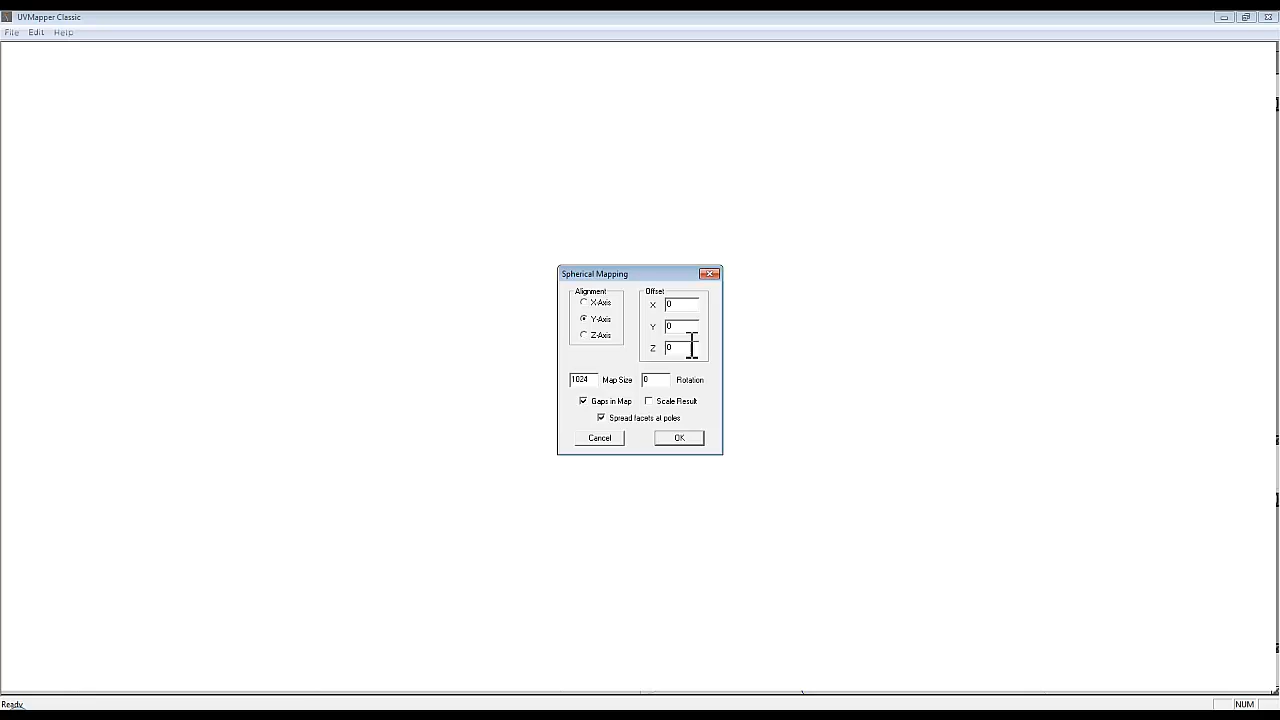 UVMapper Classic
File Edit Help
Spherical Mapping
Alignment
X-Axis
Y-Axis
Z-Axis
Offset
X 0
Y 0
Z 0
1024 Map Size 0 Rotation
Gaps in Map Scale Result
Spread facets at poles
Cancel OK
Ready NUM